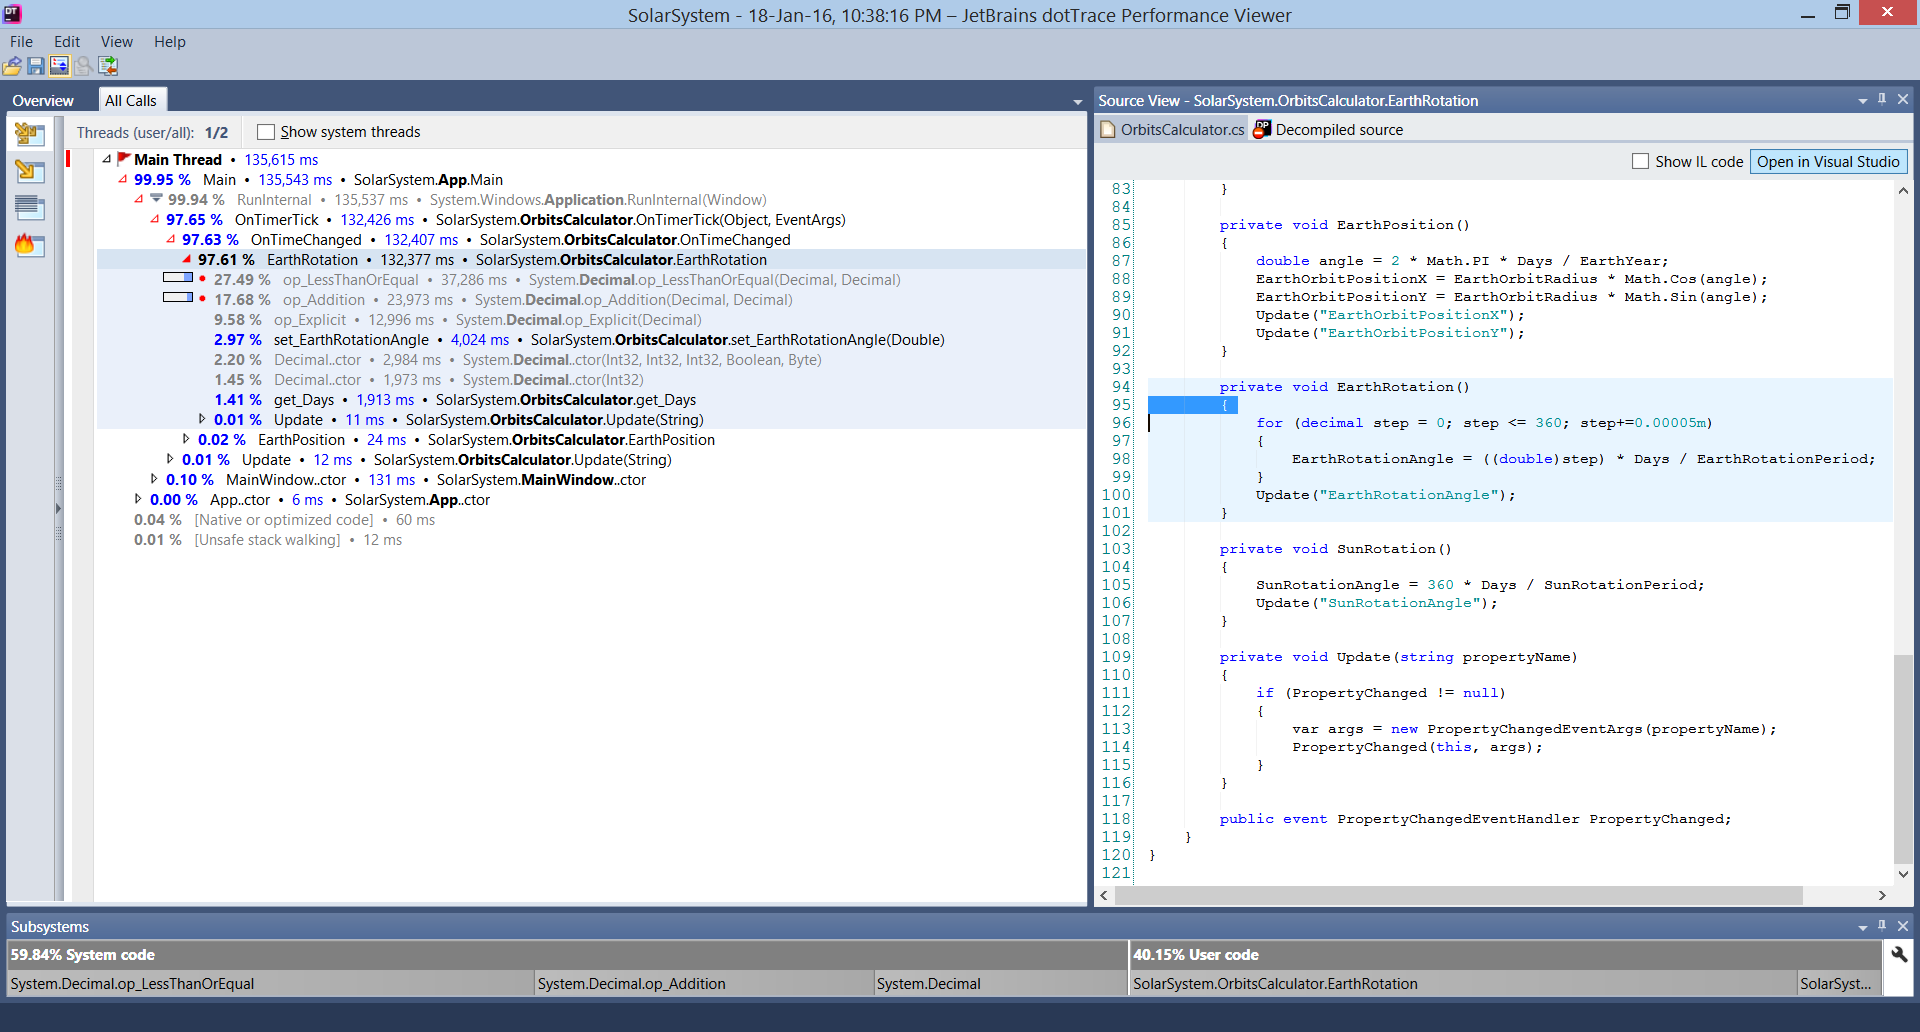 SolarSystem - 18-Jan-16, 10:38:16 PM – JetBrains dotTrace Performance Viewer
File Edit View Help
Overview All Calls
Threads (user/all): 1/2 Show system threads
Main Thread • 135,615 ms
99.95 % Main • 135,543 ms • SolarSystem.App.Main
99.94 % RunInternal • 135,537 ms • System.Windows.Application.RunInternal(Window)
97.65 % OnTimerTick • 132,426 ms • SolarSystem.OrbitsCalculator.OnTimerTick(Object, EventArgs)
97.63 % OnTimeChanged • 132,407 ms • SolarSystem.OrbitsCalculator.OnTimeChanged
97.61 % EarthRotation • 132,377 ms • SolarSystem.OrbitsCalculator.EarthRotation
27.49 % op_LessThanOrEqual • 37,286 ms • System.Decimal.op_LessThanOrEqual(Decimal, Decimal)
17.68 % op_Addition • 23,973 ms • System.Decimal.op_Addition(Decimal, Decimal)
9.58 % op_Explicit • 12,996 ms • System.Decimal.op_Explicit(Decimal)
2.97 % set_EarthRotationAngle • 4,024 ms • SolarSystem.OrbitsCalculator.set_EarthRotationAngle(Double)
2.20 % Decimal..ctor • 2,984 ms • System.Decimal..ctor(Int32, Int32, Int32, Boolean, Byte)
1.45 % Decimal..ctor • 1,973 ms • System.Decimal..ctor(Int32)
1.41 % get_Days • 1,913 ms • SolarSystem.OrbitsCalculator.get_Days
0.01 % Update • 11 ms • SolarSystem.OrbitsCalculator.Update(String)
0.02 % EarthPosition • 24 ms • SolarSystem.OrbitsCalculator.EarthPosition
0.01 % Update • 12 ms • SolarSystem.OrbitsCalculator.Update(String)
0.10 % MainWindow..ctor • 131 ms • SolarSystem.MainWindow..ctor
0.00 % App..ctor • 6 ms • SolarSystem.App..ctor
0.04 % [Native or optimized code] • 60 ms
0.01 % [Unsafe stack walking] • 12 ms
Source View - SolarSystem.OrbitsCalculator.EarthRotation
OrbitsCalculator.cs DP Decompiled source
Show IL code Open in Visual Studio
83 }
84
85 private void EarthPosition()
86 {
87 double angle = 2 * Math.PI * Days / EarthYear;
88 EarthOrbitPositionX = EarthOrbitRadius * Math.Cos(angle);
89 EarthOrbitPositionY = EarthOrbitRadius * Math.Sin(angle);
90 Update("EarthOrbitPositionX");
91 Update("EarthOrbitPositionY");
92 }
93
94 private void EarthRotation()
95 {
96 for (decimal step = 0; step <= 360; step+=0.00005m)
97 {
98 EarthRotationAngle = ((double)step) * Days / EarthRotationPeriod;
99 }
100 Update("EarthRotationAngle");
101 }
102
103 private void SunRotation()
104 {
105 SunRotationAngle = 360 * Days / SunRotationPeriod;
106 Update("SunRotationAngle");
107 }
108
109 private void Update(string propertyName)
110 {
111 if (PropertyChanged != null)
112 {
113 var args = new PropertyChangedEventArgs(propertyName);
114 PropertyChanged(this, args);
115 }
116 }
117
118 public event PropertyChangedEventHandler PropertyChanged;
119 }
120 }
121
Subsystems
59.84% System code 40.15% User code
System.Decimal.op_LessThanOrEqual System.Decimal.op_Addition System.Decimal SolarSystem.OrbitsCalculator.EarthRotation SolarSyst...